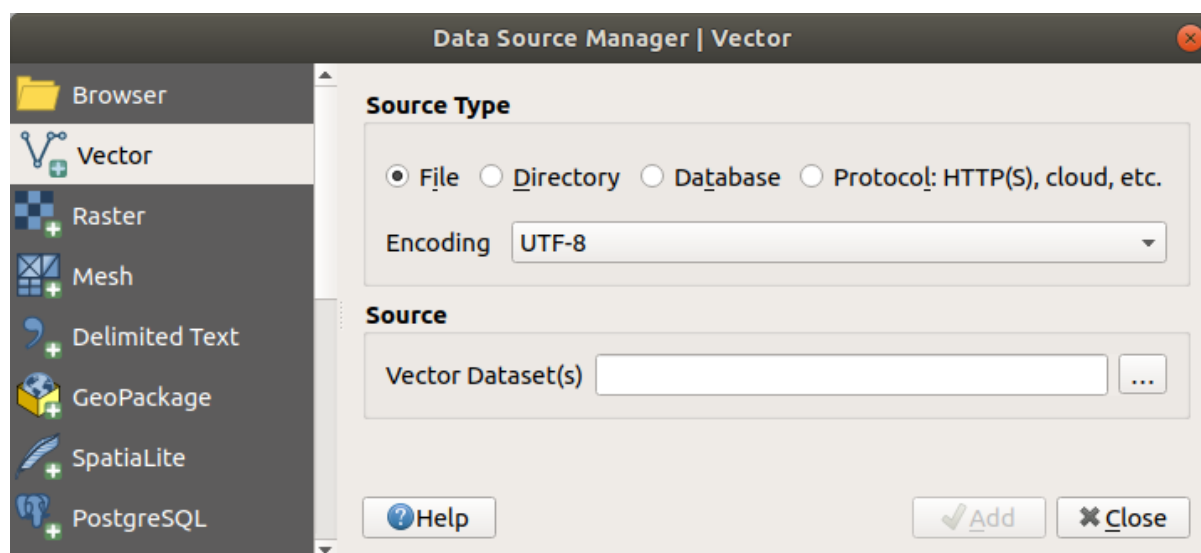 Data Source Manager | Vector
Browser
Vector
Raster
Mesh
Delimited Text
GeoPackage
SpatiaLite
PostgreSQL
Source Type
File Directory Database Protocol: HTTP(S), cloud, etc.
Encoding UTF-8
Source
Vector Dataset(s) ...
Help Add Close